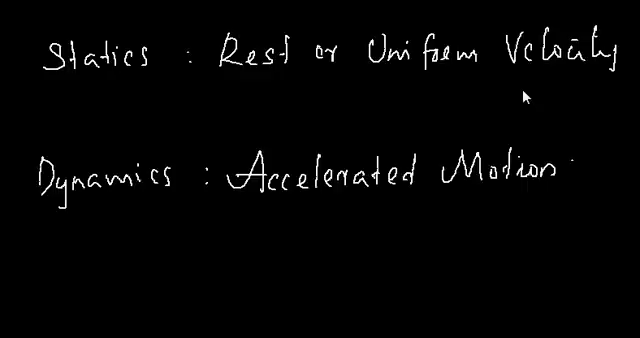 Statics : Rest or Uniform Velocity
Dynamics : Accelerated Motion